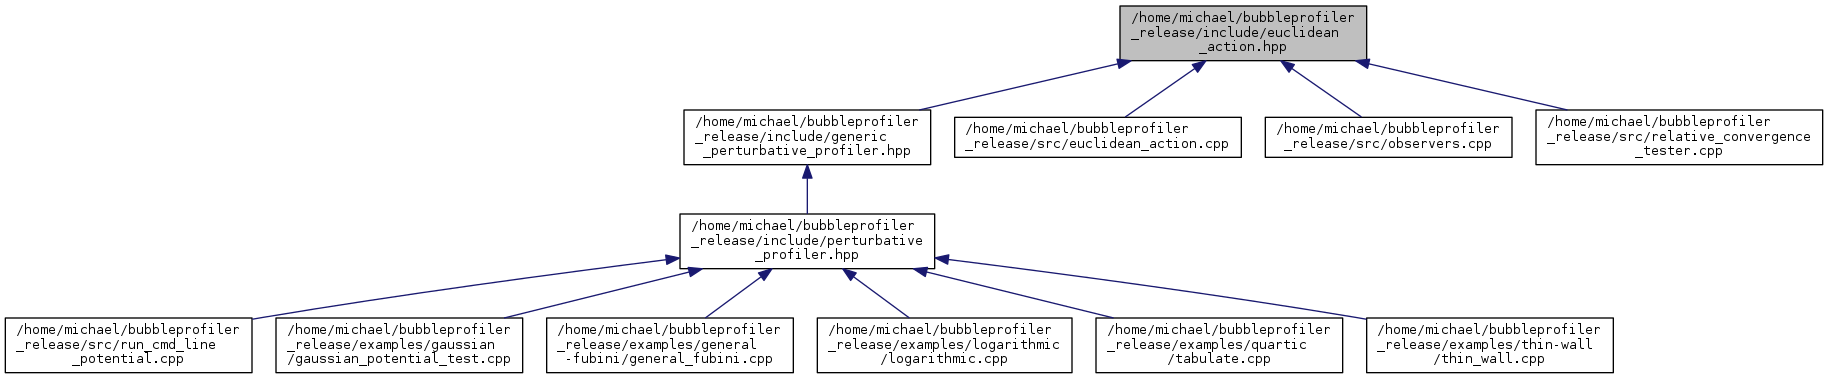 /home/michael/bubbleprofiler
_release/include/euclidean
_action.hpp
/home/michael/bubbleprofiler
_release/include/generic
_perturbative_profiler.hpp
/home/michael/bubbleprofiler
_release/src/euclidean_action.cpp
/home/michael/bubbleprofiler
_release/src/observers.cpp
/home/michael/bubbleprofiler
_release/src/relative_convergence
_tester.cpp
/home/michael/bubbleprofiler
_release/include/perturbative
_profiler.hpp
/home/michael/bubbleprofiler
_release/src/run_cmd_line
_potential.cpp
/home/michael/bubbleprofiler
_release/examples/gaussian
/gaussian_potential_test.cpp
/home/michael/bubbleprofiler
_release/examples/general
-fubini/general_fubini.cpp
/home/michael/bubbleprofiler
_release/examples/logarithmic
/logarithmic.cpp
/home/michael/bubbleprofiler
_release/examples/quartic
/tabulate.cpp
/home/michael/bubbleprofiler
_release/examples/thin-wall
/thin_wall.cpp